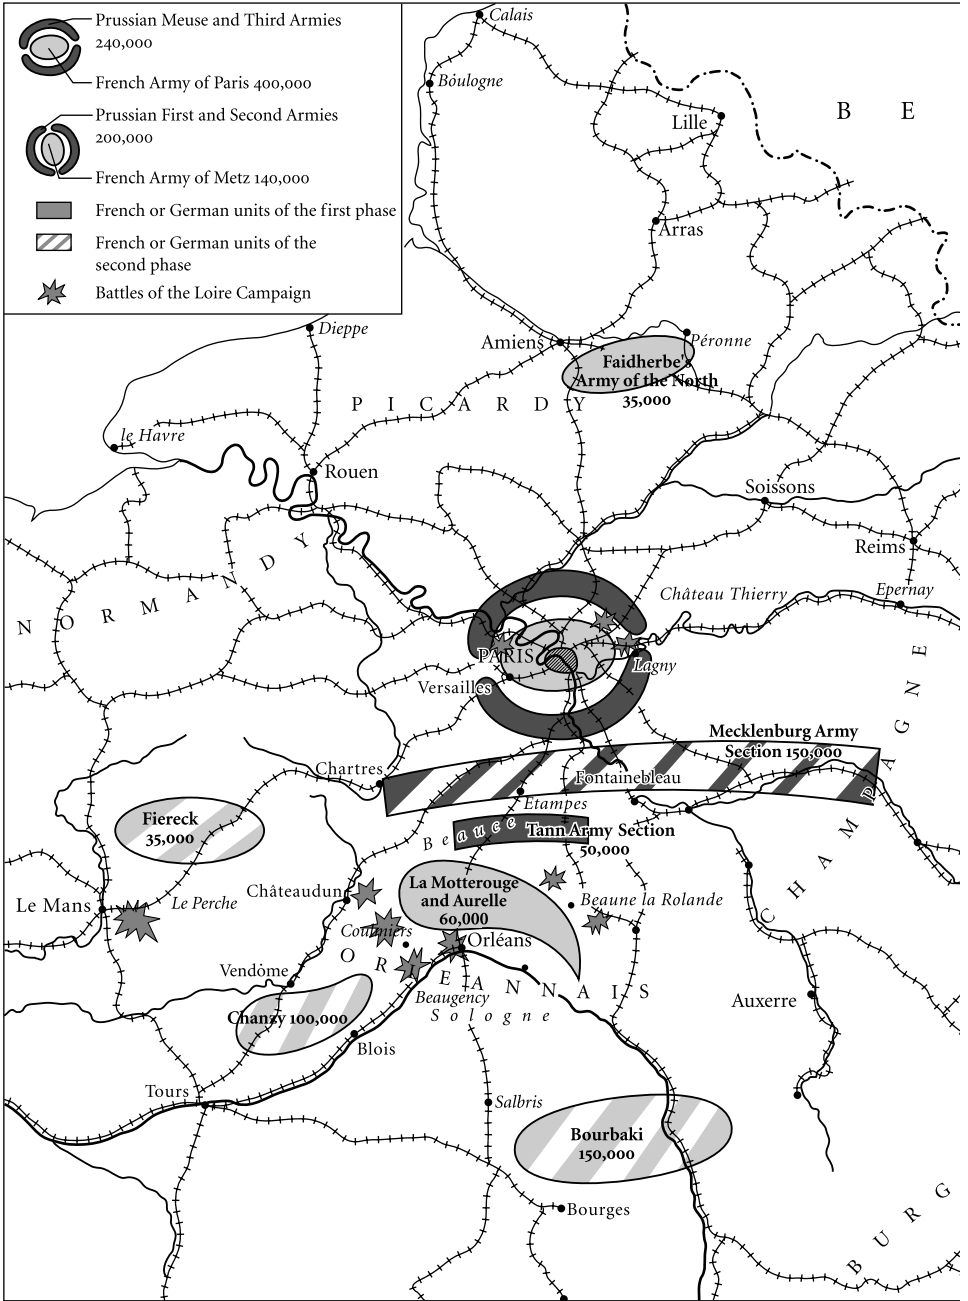 Prussian Meuse and Third Armies
240,000
French Army of Paris 400,000
Prussian First and Second Armies
200,000
French Army of Metz 140,000
French or German units of the first phase
French or German units of the
second phase
Battles of the Loire Campaign
Calais
Boulogne
B E
Lille
Arras
Dieppe
Amiens
Péronne
Faidherbe's
Army of the North
35,000
PICARDY
le Havre
Rouen
Soissons
Reims
NORMANDY
Château Thierry
Epernay
PARIS
Lagny
Versailles
CHAMPAGNE
Mecklenburg Army
Section 150,000
Chartres
Fontainebleau
Etampes
Fiereck
35,000
Beauce
Tann Army Section
50,000
La Motterouge
and Aurelle
60,000
Châteaudun
Beaune la Rolande
Le Mans
Le Perche
Coulmiers
Orléans
ORLEANNAIS
Vendôme
Beaugency
Sologne
Auxerre
Chanzy 100,000
Blois
Tours
Salbris
Bourbaki
150,000
Bourges
BURG